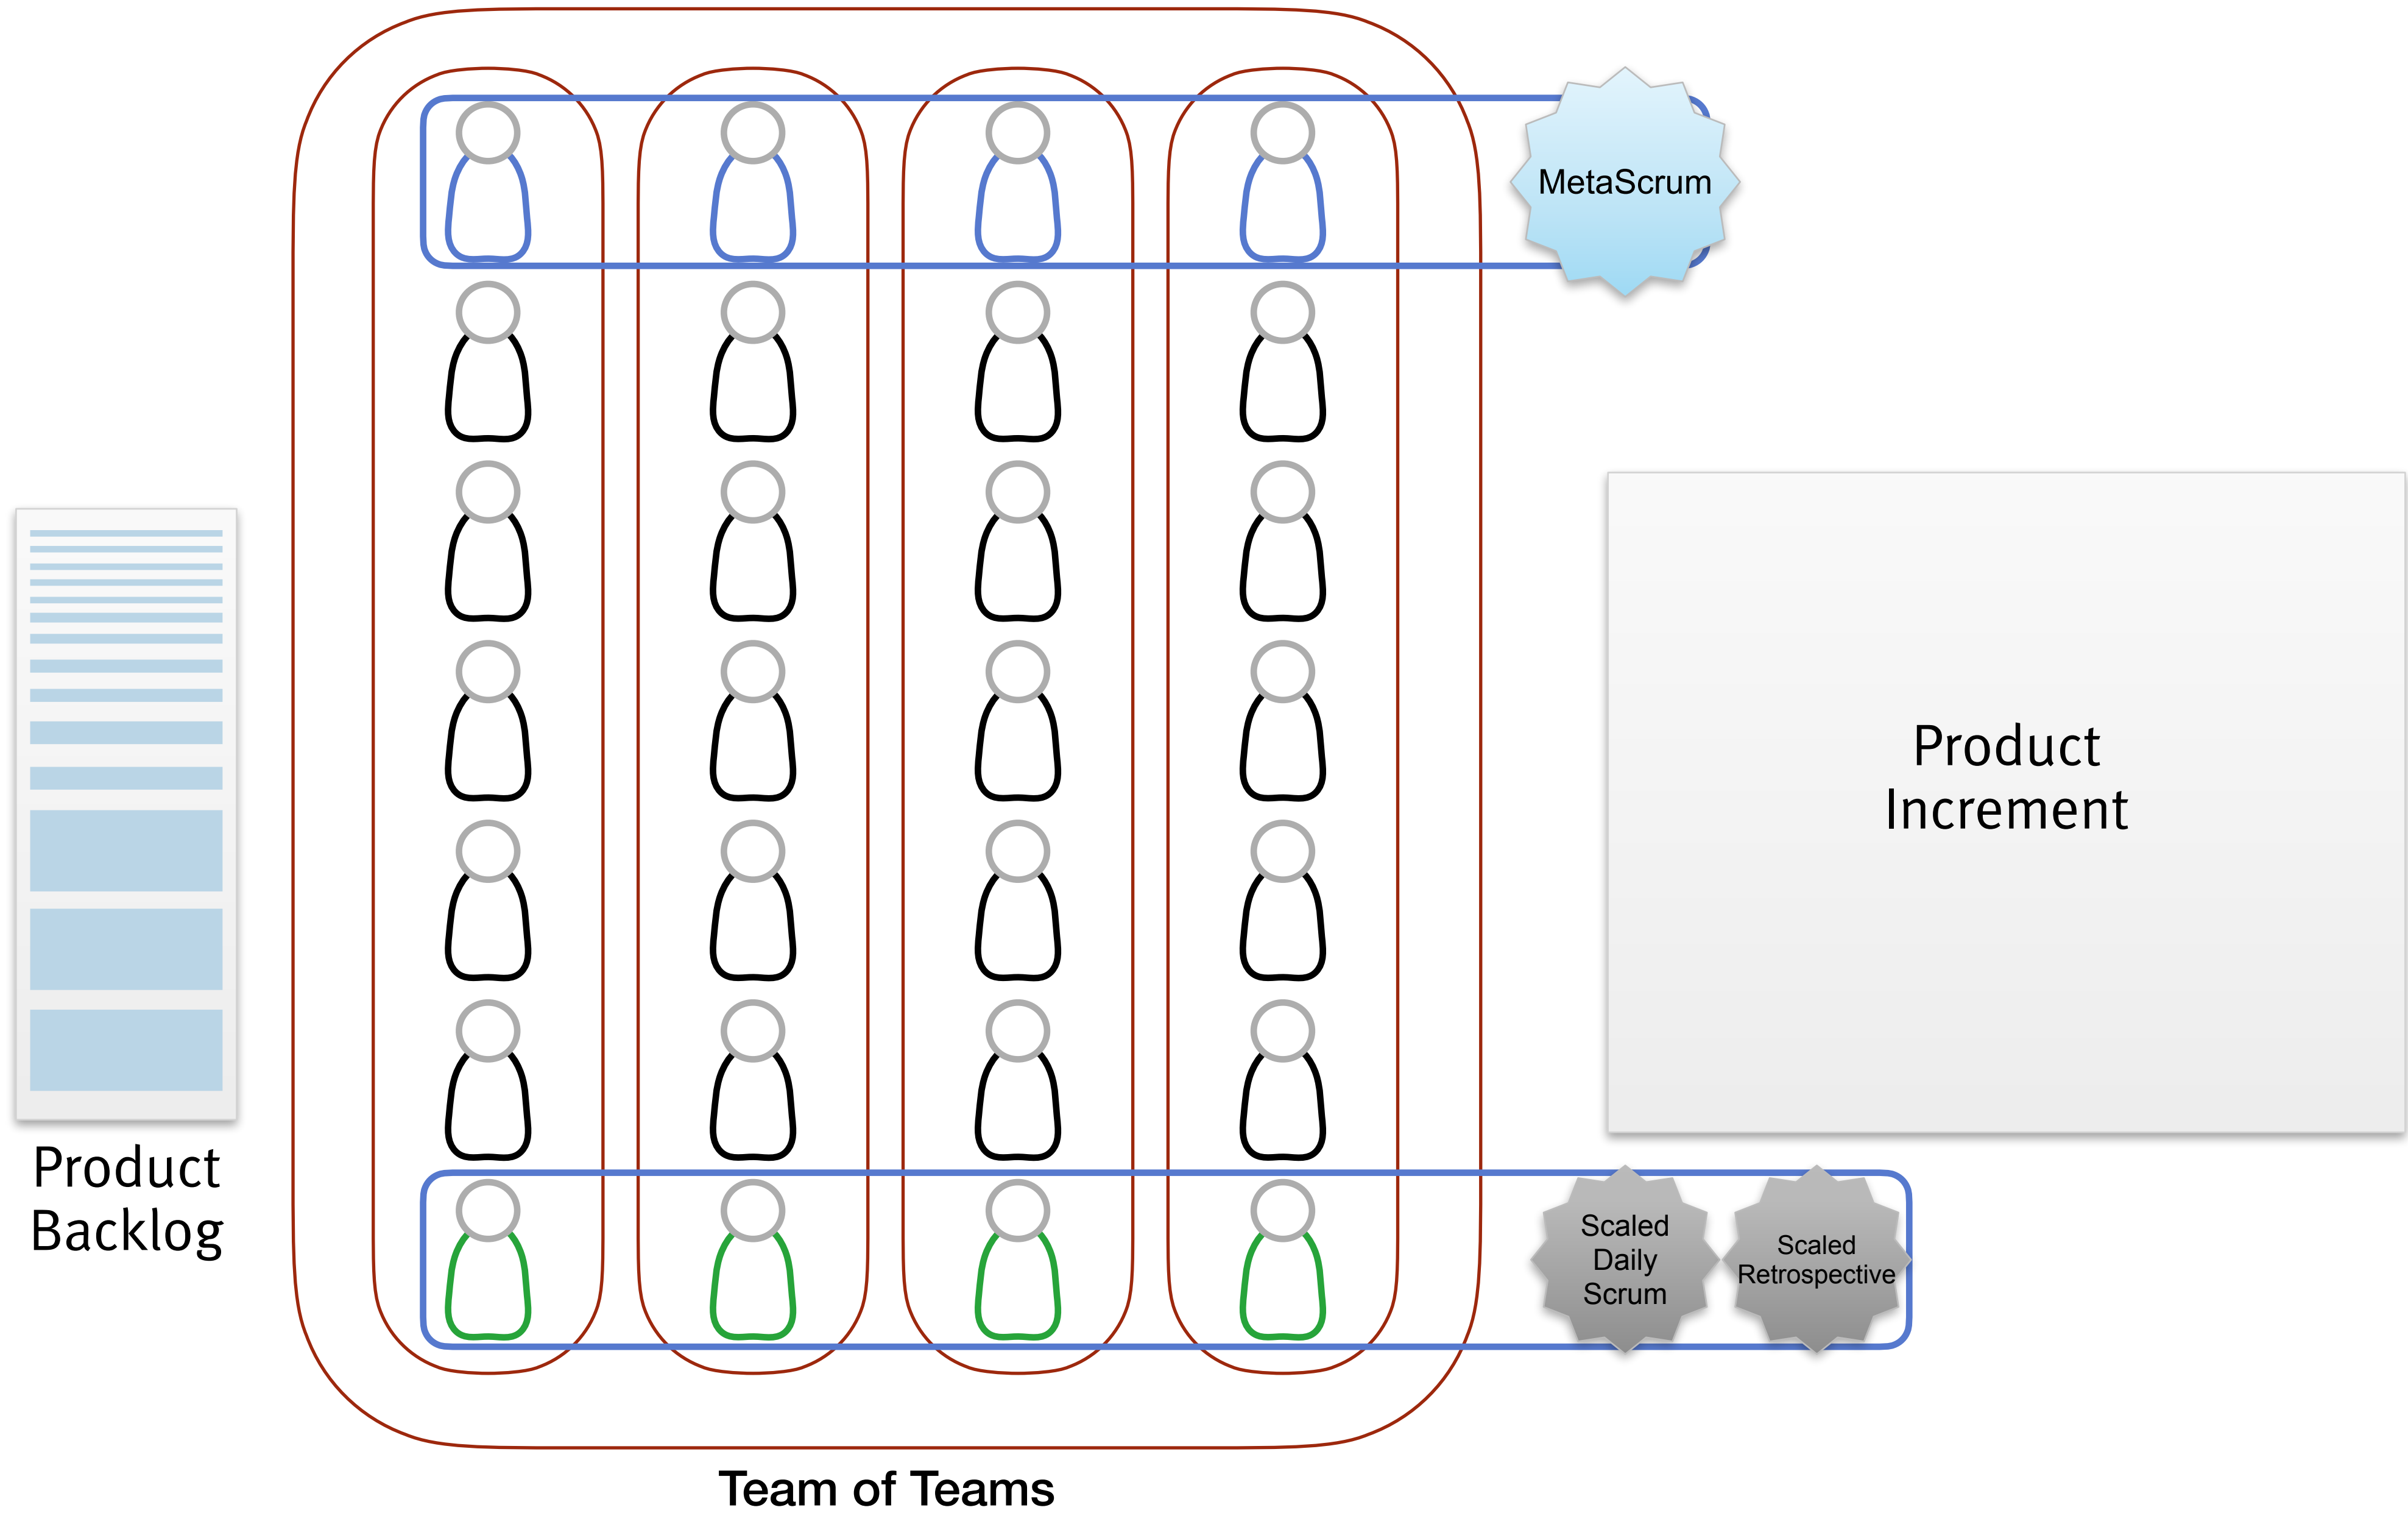 MetaScrum
Product
Increment
Product
Backlog
Scaled
Daily
Scrum
Scaled
Retrospective
Team of Teams